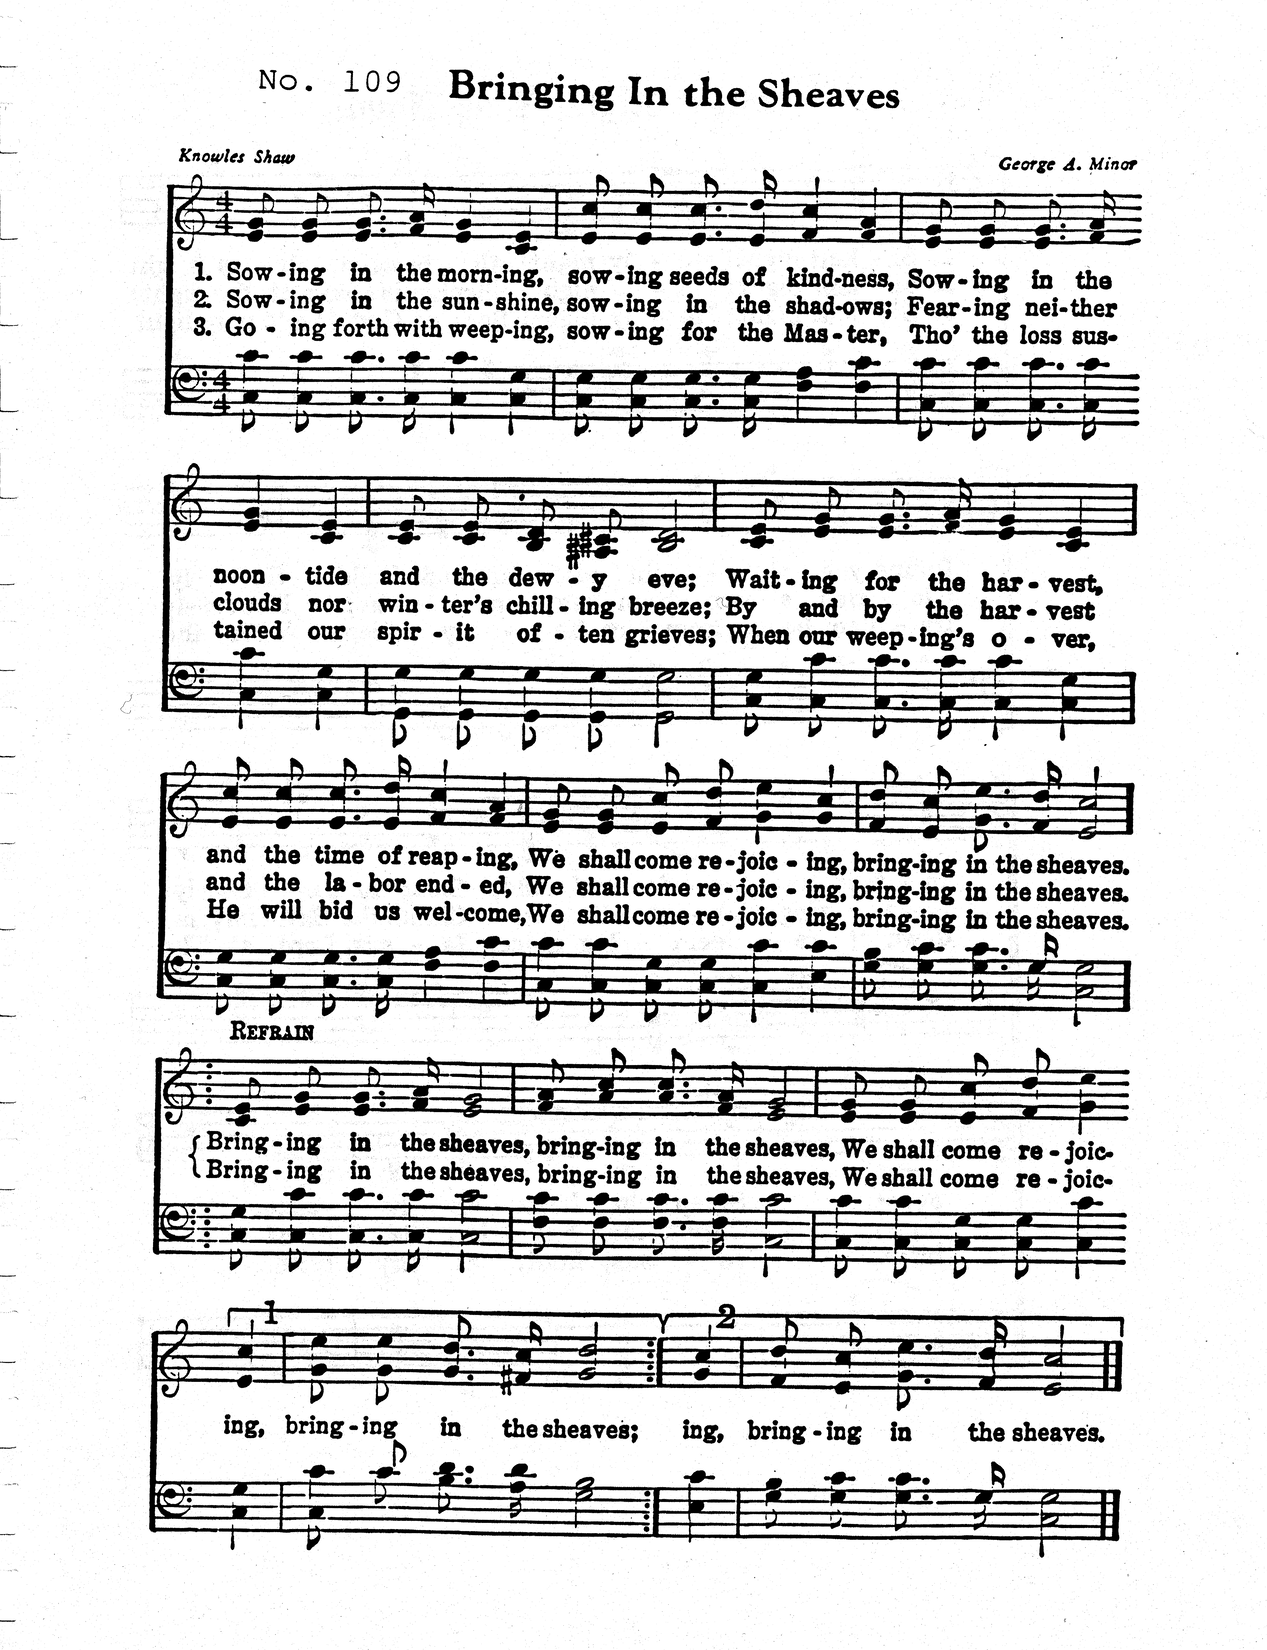 No. 109 Bringing In the Sheaves
Knowles Shaw George A. Minor
1. Sow-ing in the morn-ing, sow-ing seeds of kind-ness, Sow-ing in the
2. Sow-ing in the sun-shine, sow-ing in the shad-ows; Fear-ing nei-ther
3. Go-ing forth with weep-ing, sow-ing for the Mas-ter, Tho' the loss sus-
noon-tide and the dew-y eve; Wait-ing for the har-vest,
clouds nor win-ter's chill-ing breeze; By and by the har-vest
tained our spir-it of-ten grieves; When our weep-ing's o-ver,
and the time of reap-ing, We shall come re-joic-ing, bring-ing in the sheaves.
and the la-bor end-ed, We shall come re-joic-ing, bring-ing in the sheaves.
He will bid us wel-come, We shall come re-joic-ing, bring-ing in the sheaves.
REFRAIN
Bring-ing in the sheaves, bring-ing in the sheaves, We shall come re-joic-
Bring-ing in the sheaves, bring-ing in the sheaves, We shall come re-joic-
1 2
ing, bring-ing in the sheaves; ing, bring-ing in the sheaves.